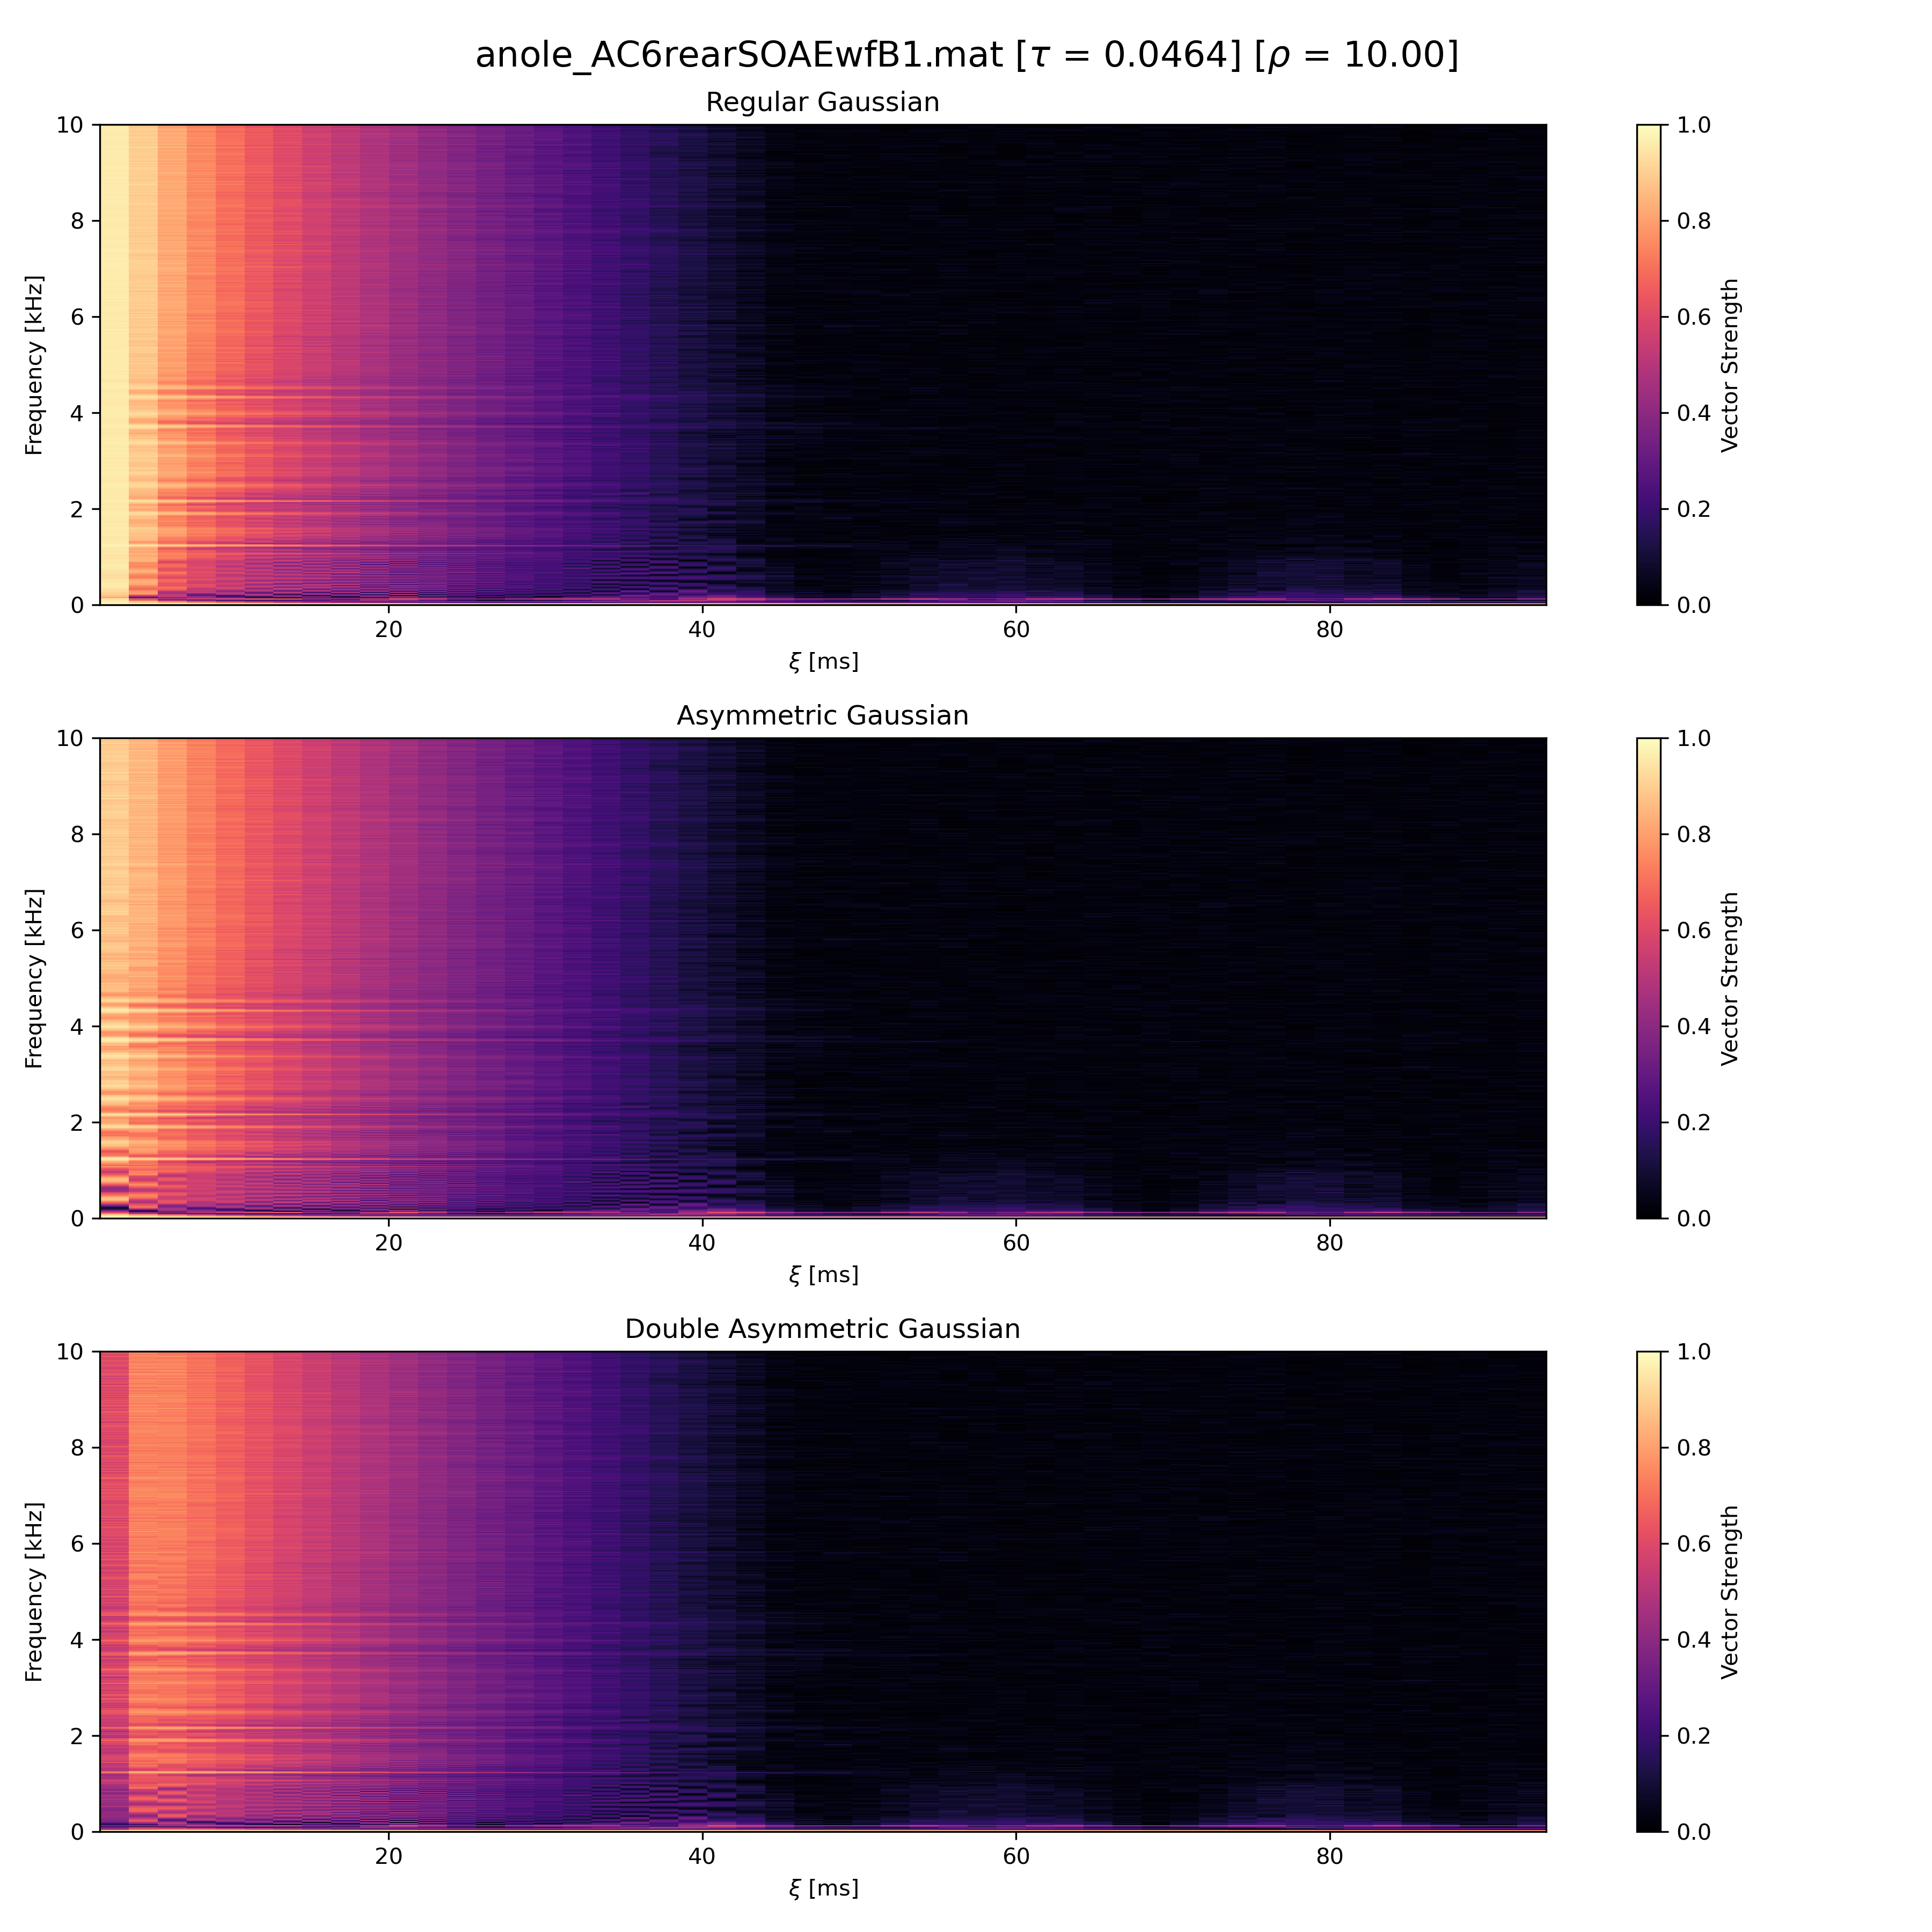 anole_AC6rearSOAEwfB1.mat [τ = 0.0464] [ρ = 10.00]
Regular Gaussian
10
8
6
4
2
0
Frequency [kHz]
20 40 60 80
ξ [ms]
1.0
0.8
0.6
0.4
0.2
0.0
Vector Strength
Asymmetric Gaussian
10
8
6
4
2
0
Frequency [kHz]
20 40 60 80
ξ [ms]
1.0
0.8
0.6
0.4
0.2
0.0
Vector Strength
Double Asymmetric Gaussian
10
8
6
4
2
0
Frequency [kHz]
20 40 60 80
ξ [ms]
1.0
0.8
0.6
0.4
0.2
0.0
Vector Strength